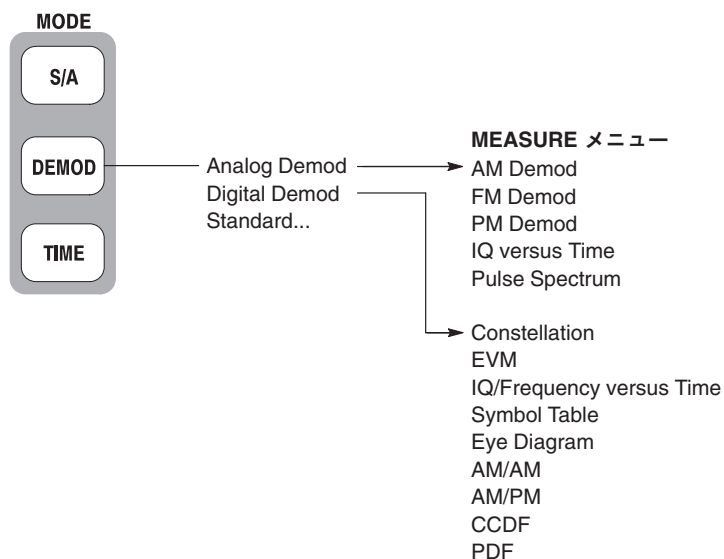 MODE
S/A
DEMOD
TIME
Analog Demod
Digital Demod
Standard...
MEASURE メニュー
AM Demod
FM Demod
PM Demod
IQ versus Time
Pulse Spectrum
Constellation
EVM
IQ/Frequency versus Time
Symbol Table
Eye Diagram
AM/AM
AM/PM
CCDF
PDF